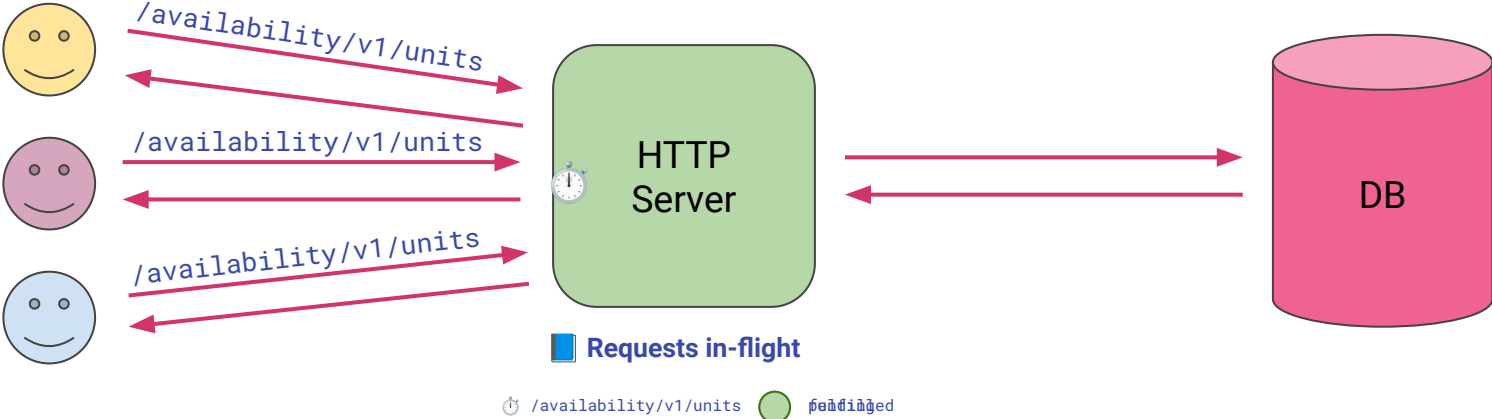 /availability/v1/units
/availability/v1/units
/availability/v1/units
HTTP
Server
DB
Requests in-flight
/availability/v1/units